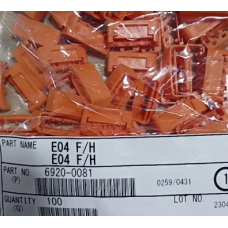 PART NAME E04 F/H
E04 F/H
PART NO. 6920-0081
(P) 0259/0431
QUANTITY 100 LOT NO.
(Q) 2304